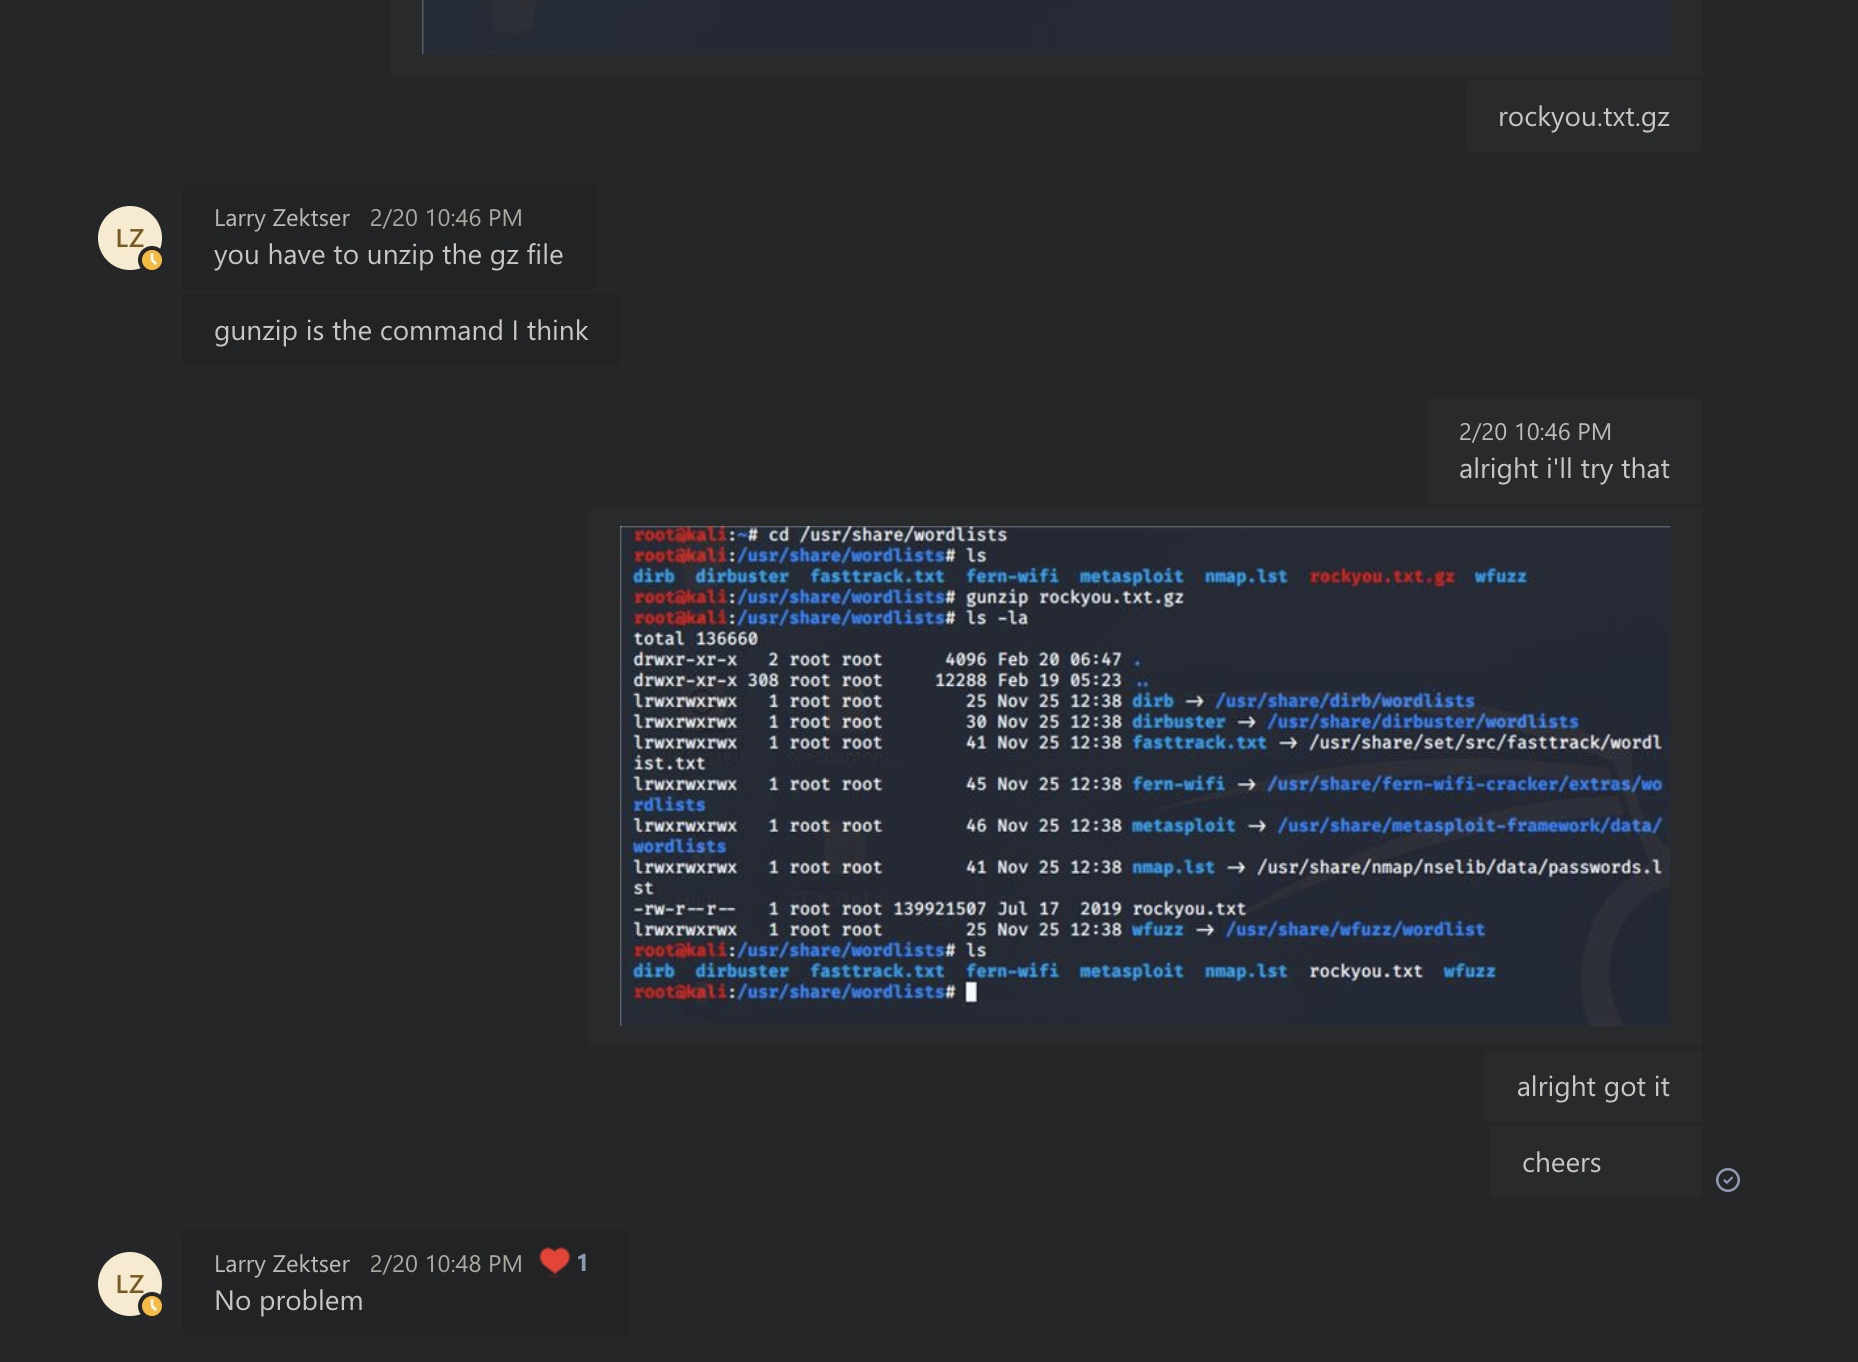 rockyou.txt.gz
LZ
Larry Zektser 2/20 10:46 PM
you have to unzip the gz file
gunzip is the command I think
2/20 10:46 PM
alright i'll try that
root@kali:~# cd /usr/share/wordlists
root@kali:/usr/share/wordlists# ls
dirb dirbuster fasttrack.txt fern-wifi metasploit nmap.lst rockyou.txt.gz wfuzz
root@kali:/usr/share/wordlists# gunzip rockyou.txt.gz
root@kali:/usr/share/wordlists# ls -la
total 136660
drwxr-xr-x 2 root root 4096 Feb 20 06:47 .
drwxr-xr-x 308 root root 12288 Feb 19 05:23 ..
lrwxrwxrwx 1 root root 25 Nov 25 12:38 dirb → /usr/share/dirb/wordlists
lrwxrwxrwx 1 root root 30 Nov 25 12:38 dirbuster → /usr/share/dirbuster/wordlists
lrwxrwxrwx 1 root root 41 Nov 25 12:38 fasttrack.txt → /usr/share/set/src/fasttrack/wordl
ist.txt
lrwxrwxrwx 1 root root 45 Nov 25 12:38 fern-wifi → /usr/share/fern-wifi-cracker/extras/wo
rdlists
lrwxrwxrwx 1 root root 46 Nov 25 12:38 metasploit → /usr/share/metasploit-framework/data/
wordlists
lrwxrwxrwx 1 root root 41 Nov 25 12:38 nmap.lst → /usr/share/nmap/nselib/data/passwords.l
st
-rw-r--r-- 1 root root 139921507 Jul 17 2019 rockyou.txt
lrwxrwxrwx 1 root root 25 Nov 25 12:38 wfuzz → /usr/share/wfuzz/wordlist
root@kali:/usr/share/wordlists# ls
dirb dirbuster fasttrack.txt fern-wifi metasploit nmap.lst rockyou.txt wfuzz
root@kali:/usr/share/wordlists#
alright got it
cheers
LZ
Larry Zektser 2/20 10:48 PM ❤️ 1
No problem